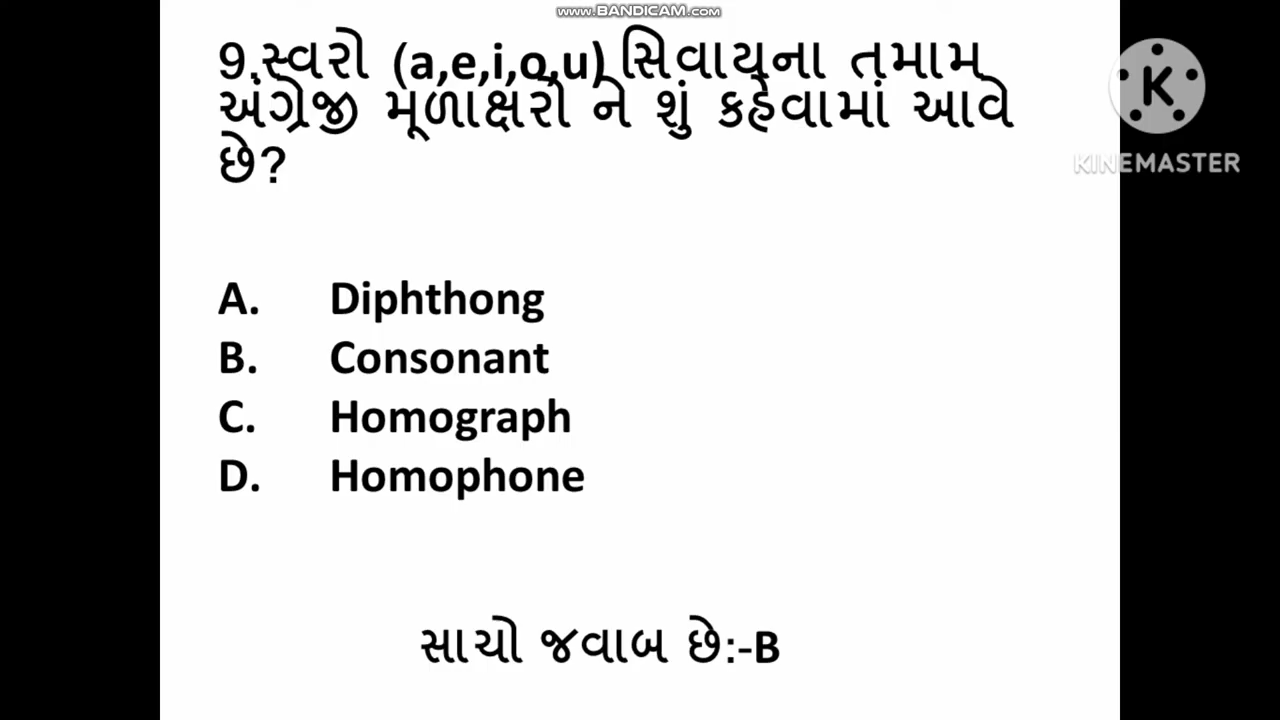 www.BANDICAM.com
9.સ્વરો (a,e,i,o,u) સિવાયના તમામ
અંગ્રેજી મૂળાક્ષરો ને શું કહેવામાં આવે
છે?
K
KINEMASTER
A. Diphthong
B. Consonant
C. Homograph
D. Homophone
સાચો જવાબ છે:-B